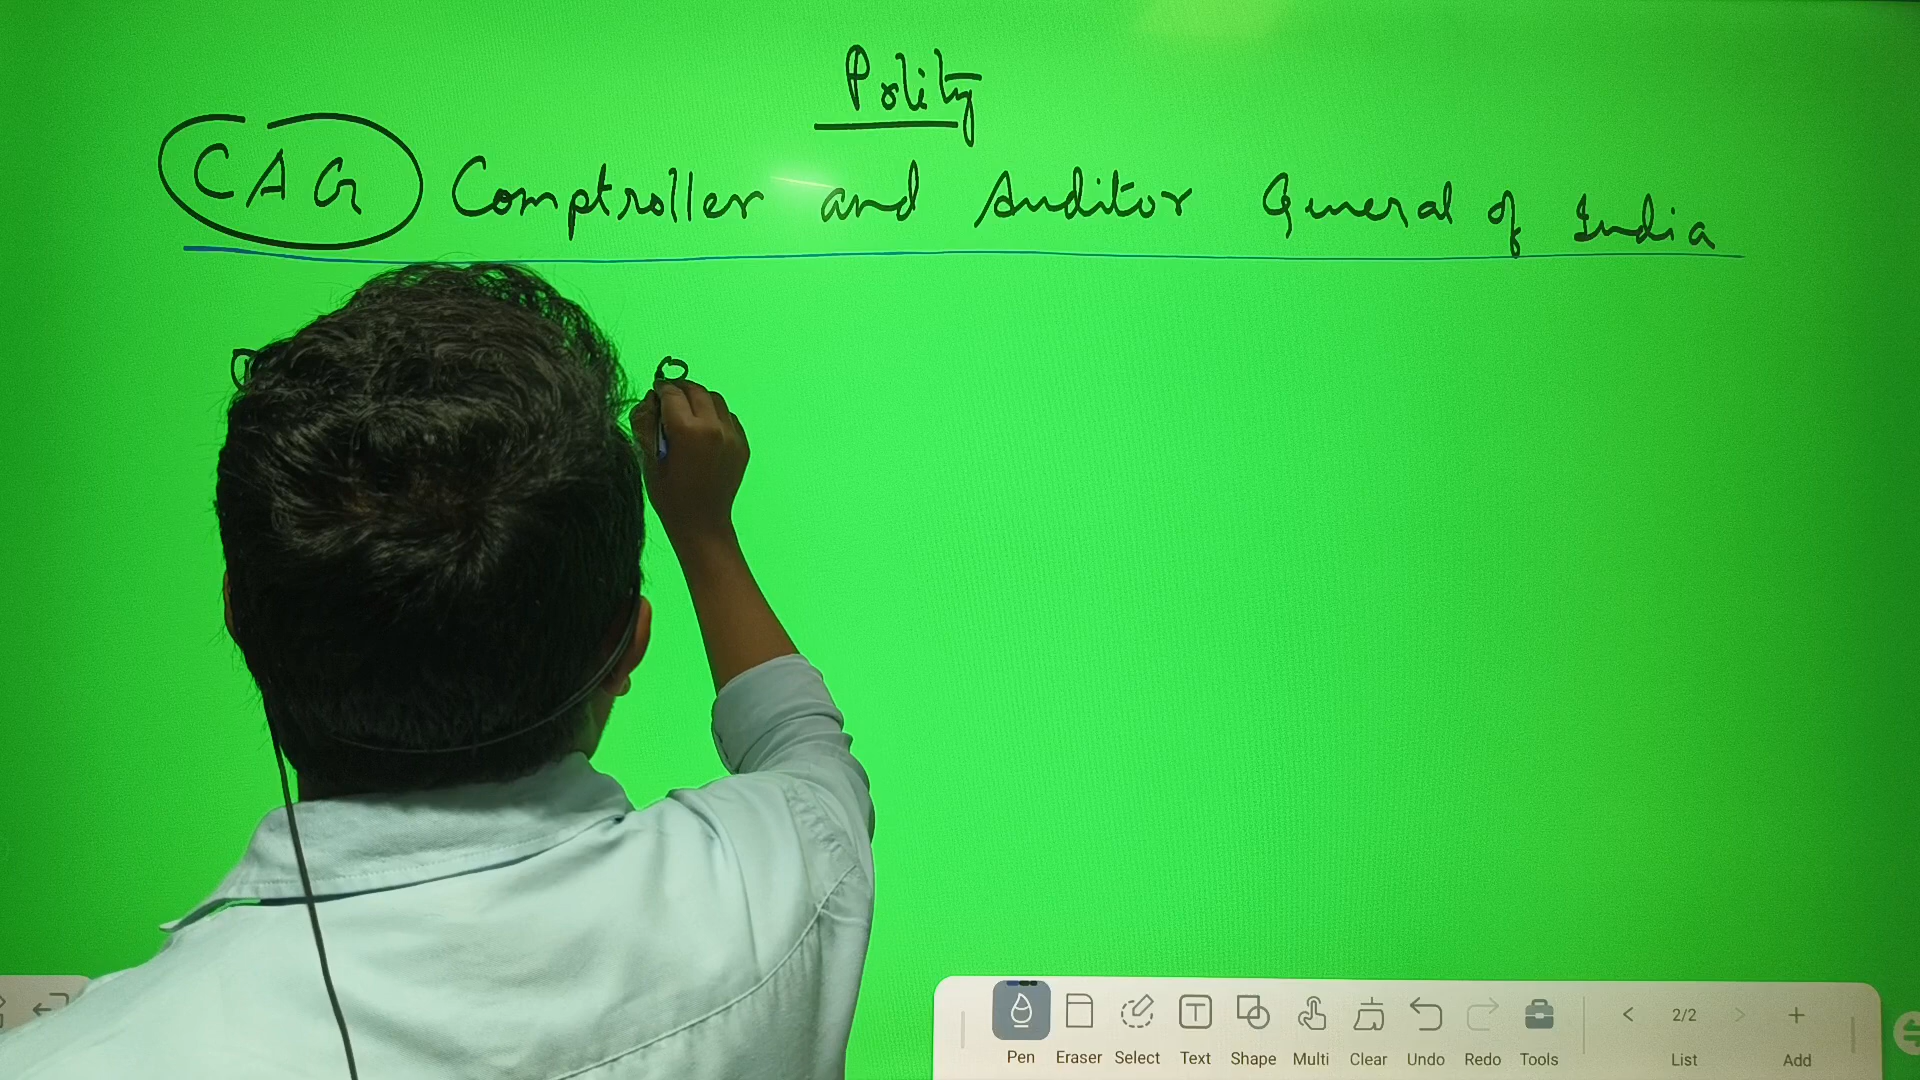 Polity
CAG Comptroller and Auditor General of India
Pen Eraser Select Text Shape Multi Clear Undo Redo Tools
2/2
List
Add